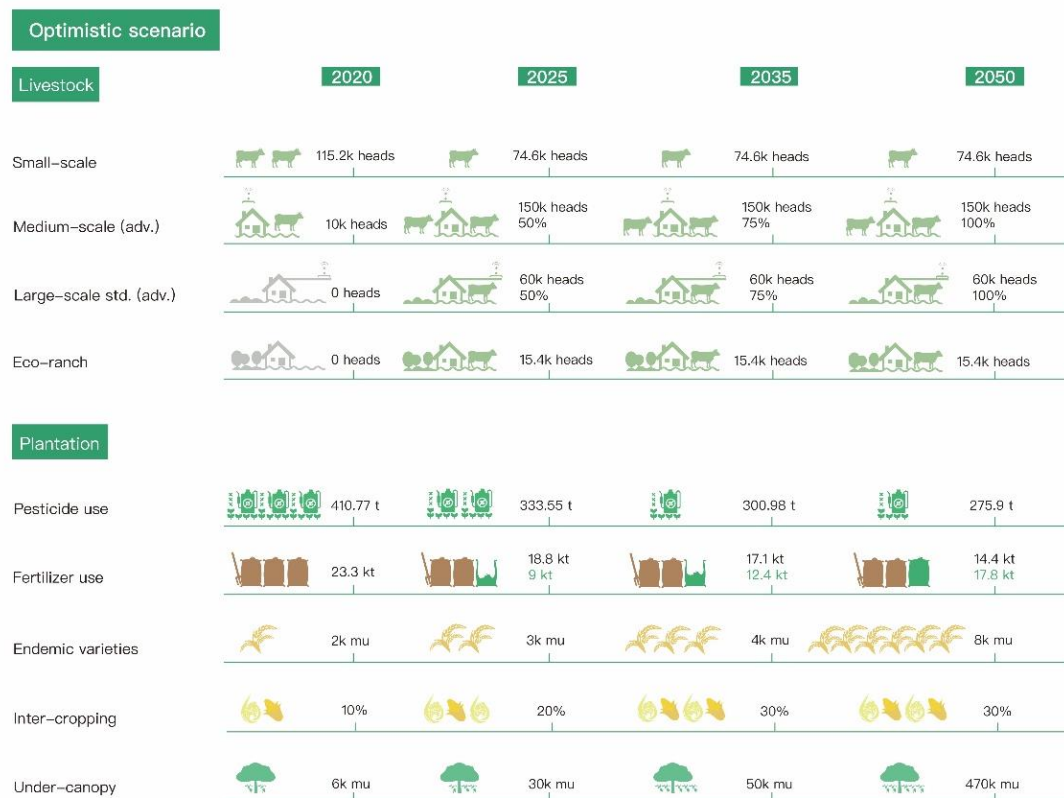 Optimistic scenario
Livestock 2020 2025 2035 2050
Small-scale 115.2k heads 74.6k heads 74.6k heads 74.6k heads
Medium-scale (adv.) 10k heads 150k heads 50% 150k heads 75% 150k heads 100%
Large-scale std. (adv.) 0 heads 60k heads 50% 60k heads 75% 60k heads 100%
Eco-ranch 0 heads 15.4k heads 15.4k heads 15.4k heads
Plantation
Pesticide use 410.77 t 333.55 t 300.98 t 275.9 t
Fertilizer use 23.3 kt 18.8 kt 9 kt 17.1 kt 12.4 kt 14.4 kt 17.8 kt
Endemic varieties 2k mu 3k mu 4k mu 8k mu
Inter-cropping 10% 20% 30% 30%
Under-canopy 6k mu 30k mu 50k mu 470k mu